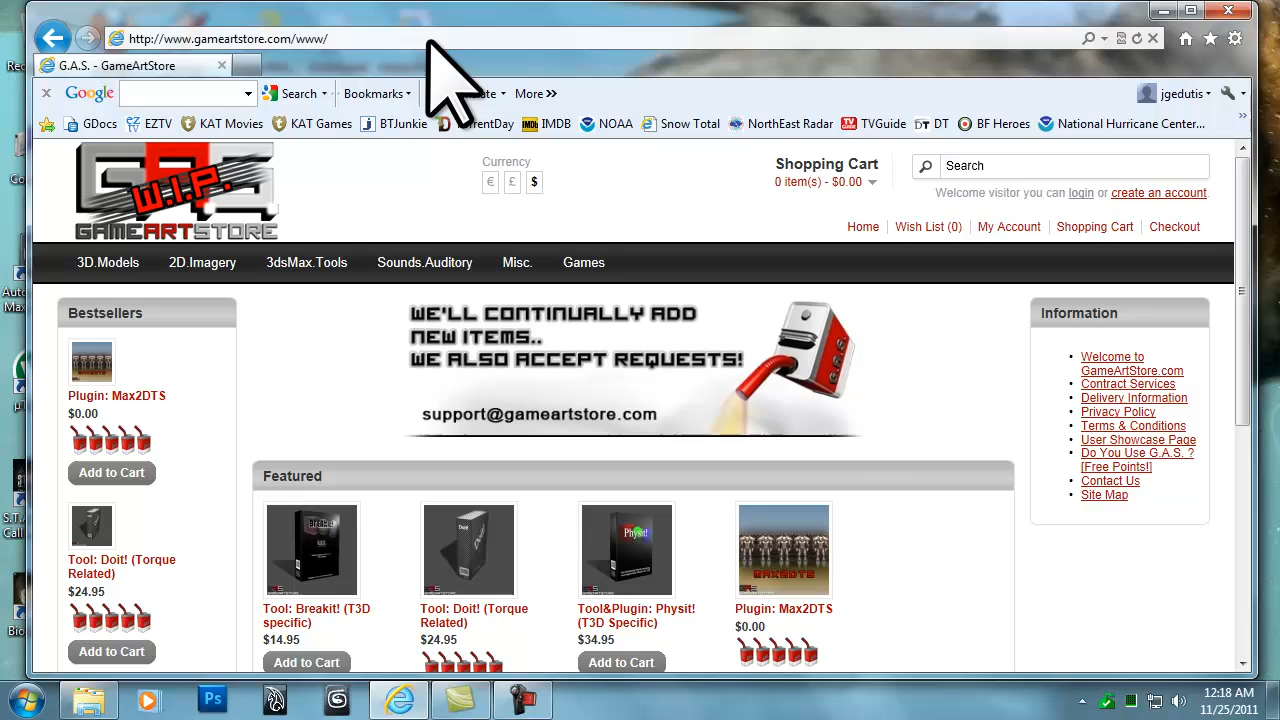 http://www.gameartstore.com/www/
G.A.S. - GameArtStore
Google Search Bookmarks More »
jgedutis
GDocs EZTV KAT Movies KAT Games BTJunkie IMDB NOAA Snow Total NorthEast Radar TVGuide DT BF Heroes National Hurricane Center...
GAS
W.I.P.
GAMEARTSTORE
Currency
€ £ $
Shopping Cart
0 item(s) - $0.00
Search
Welcome visitor you can login or create an account.
Home Wish List (0) My Account Shopping Cart Checkout
3D.Models 2D.Imagery 3dsMax.Tools Sounds.Auditory Misc. Games
Bestsellers
Plugin: Max2DTS
$0.00
Add to Cart
Tool: Doit! (Torque
Related)
$24.95
Add to Cart
WE'LL CONTINUALLY ADD
NEW ITEMS..
WE ALSO ACCEPT REQUESTS!
support@gameartstore.com
Featured
Tool: Breakit! (T3D
specific)
$14.95
Add to Cart
Tool: Doit! (Torque
Related)
$24.95
Physit!
Tool&Plugin: Physit!
(T3D Specific)
$34.95
Add to Cart
MAX2DTS
Plugin: Max2DTS
$0.00
Information
Welcome to
GameArtStore.com
Contract Services
Delivery Information
Privacy Policy
Terms & Conditions
User Showcase Page
Do You Use G.A.S. ?
[Free Points!]
Contact Us
Site Map
Ps
12:18 AM
11/25/2011